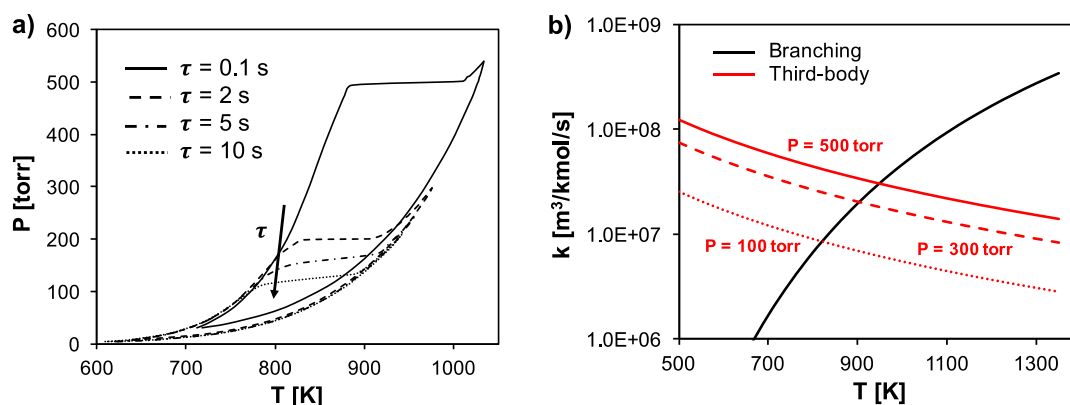 a)
P [torr]
600
500
400
300
200
100
0
τ = 0.1 s
τ = 2 s
τ = 5 s
τ = 10 s
τ
600
700
800
900
1000
T [K]
b)
k [m³/kmol/s]
1.0E+09
1.0E+08
1.0E+07
1.0E+06
Branching
Third-body
P = 500 torr
P = 300 torr
P = 100 torr
500
700
900
1100
1300
T [K]